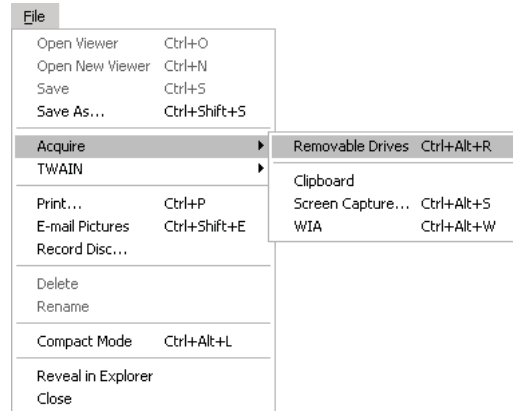 File
Open Viewer Ctrl+O
Open New Viewer Ctrl+N
Save Ctrl+S
Save As... Ctrl+Shift+S
Acquire
TWAIN
Print... Ctrl+P
E-mail Pictures Ctrl+Shift+E
Record Disc...
Delete
Rename
Compact Mode Ctrl+Alt+L
Reveal in Explorer
Close
Removable Drives Ctrl+Alt+R
Clipboard
Screen Capture... Ctrl+Alt+S
WIA Ctrl+Alt+W